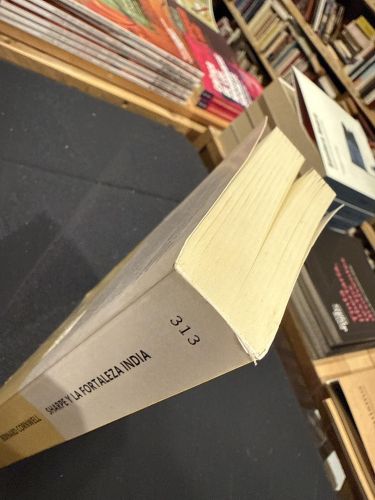 313
SHARPE Y LA FORTALEZA INDIA
BERNARD CORNWELL